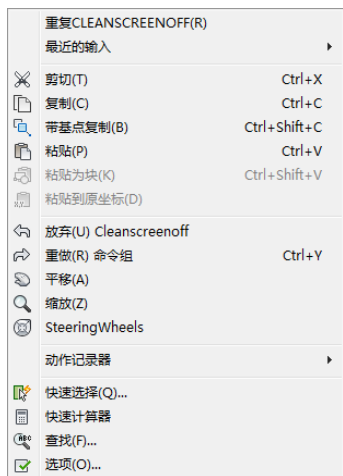 重复CLEANSCREENOFF(R)
最近的输入
剪切(T) Ctrl+X
复制(C) Ctrl+C
带基点复制(B) Ctrl+Shift+C
粘贴(P) Ctrl+V
粘贴为块(K) Ctrl+Shift+V
粘贴到原坐标(D)
放弃(U) Cleanscreenoff
重做(R) 命令组 Ctrl+Y
平移(A)
缩放(Z)
SteeringWheels
动作记录器
快速选择(Q)...
快速计算器
查找(F)...
选项(O)...